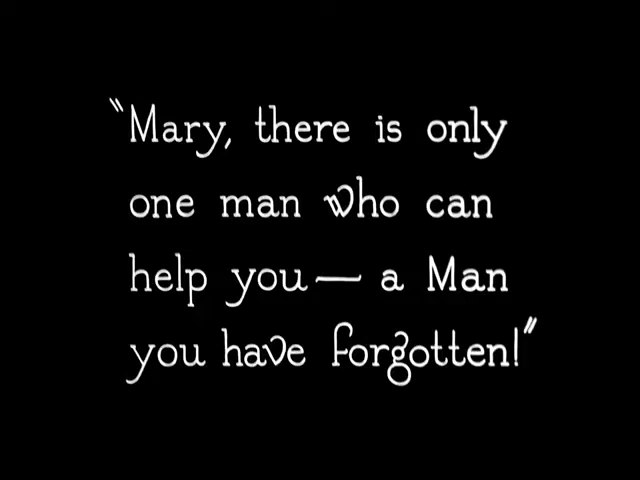 "Mary, there is only
one man who can
help you — a Man
you have forgotten!"